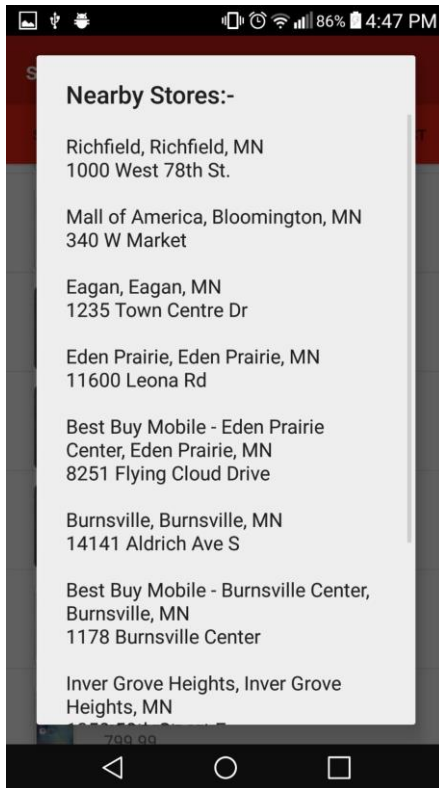 86% 4:47 PM
S
Nearby Stores:-
Richfield, Richfield, MN
1000 West 78th St.
Mall of America, Bloomington, MN
340 W Market
Eagan, Eagan, MN
1235 Town Centre Dr
Eden Prairie, Eden Prairie, MN
11600 Leona Rd
Best Buy Mobile - Eden Prairie
Center, Eden Prairie, MN
8251 Flying Cloud Drive
Burnsville, Burnsville, MN
14141 Aldrich Ave S
Best Buy Mobile - Burnsville Center,
Burnsville, MN
1178 Burnsville Center
Inver Grove Heights, Inver Grove
Heights, MN
799.99